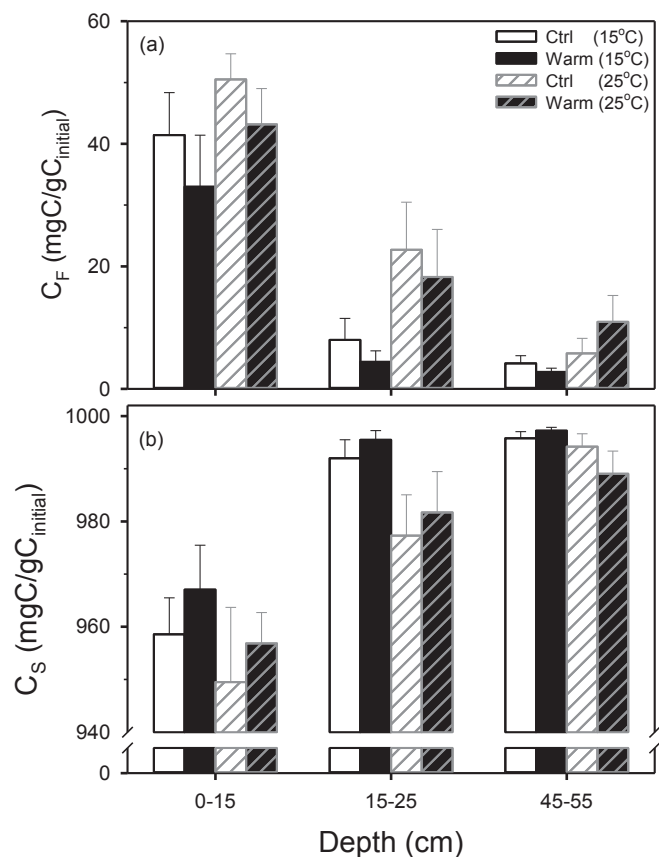 (a)
Ctrl (15°C)
Warm (15°C)
Ctrl (25°C)
Warm (25°C)
60
40
20
0
C_F (mgC/gC_initial)
(b)
1000
980
960
940
0
C_S (mgC/gC_initial)
0-15
15-25
45-55
Depth (cm)